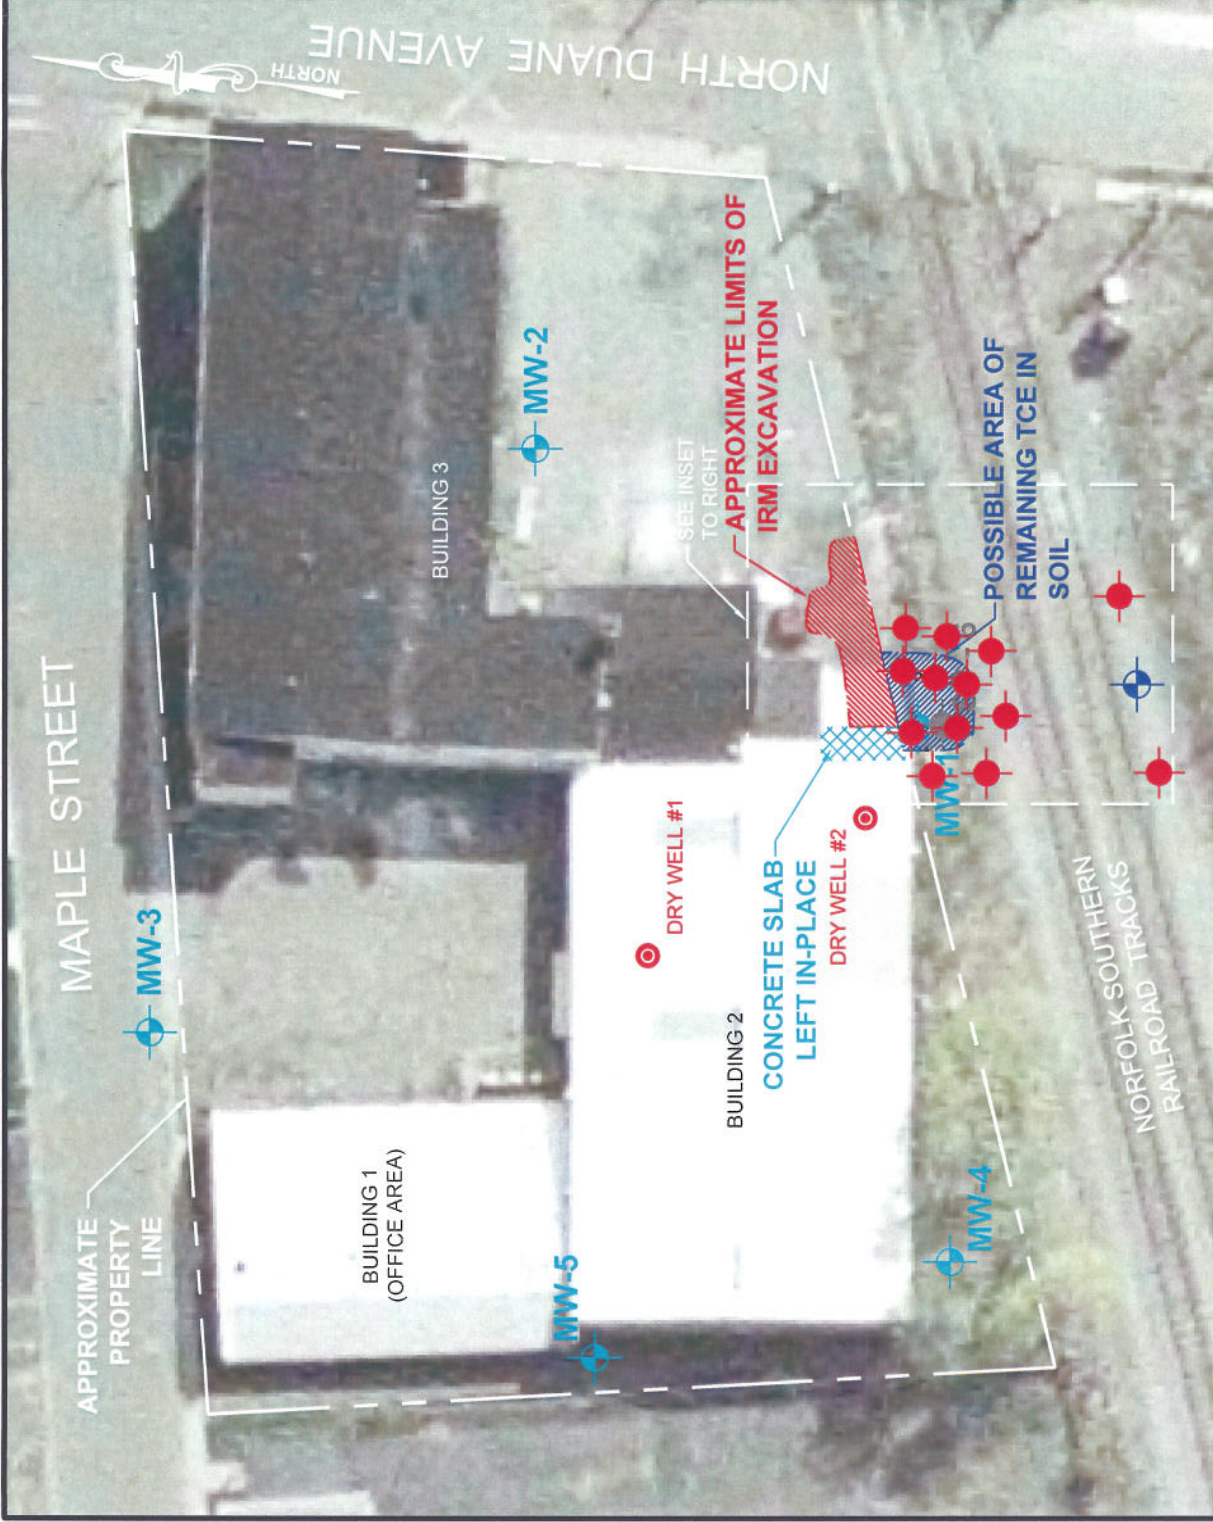 NORTH DUANE AVENUE
NORTH
MAPLE STREET
MW-3
MW-2
BUILDING 3
SEE INSET
TO RIGHT
APPROXIMATE LIMITS OF
IRM EXCAVATION
POSSIBLE AREA OF
REMAINING TCE IN
SOIL
MW-1
DRY WELL #1
CONCRETE SLAB
LEFT IN-PLACE
DRY WELL #2
BUILDING 2
NORFOLK SOUTHERN
RAILROAD TRACKS
APPROXIMATE
PROPERTY
LINE
BUILDING 1
(OFFICE AREA)
MW-5
MW-4